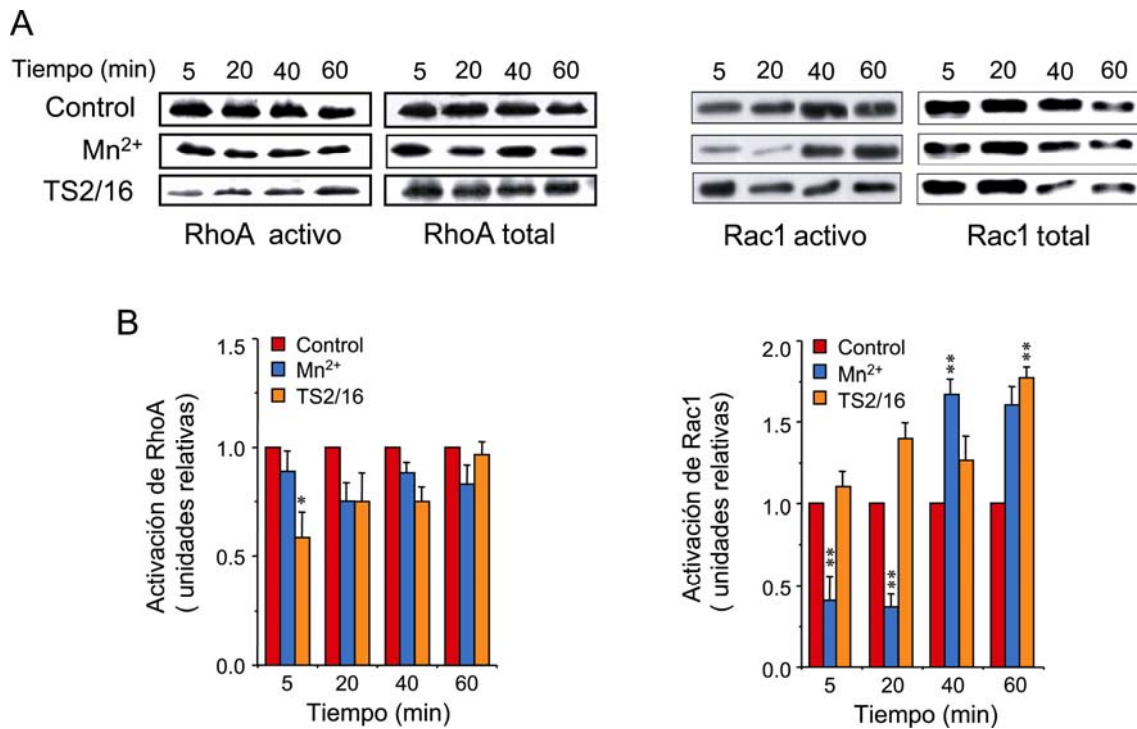 A
Tiempo (min) 5 20 40 60 5 20 40 60 5 20 40 60 5 20 40 60
Control
Mn²⁺
TS2/16
RhoA activo RhoA total Rac1 activo Rac1 total
B
Activación de RhoA
( unidades relativas)
1.5
1.0
0.5
0.0
Control
Mn²⁺
TS2/16
*
5 20 40 60
Tiempo (min)
Activación de Rac1
( unidades relativas)
2.0
1.5
1.0
0.5
0.0
Control
Mn²⁺
TS2/16
** ** ** **
5 20 40 60
Tiempo (min)